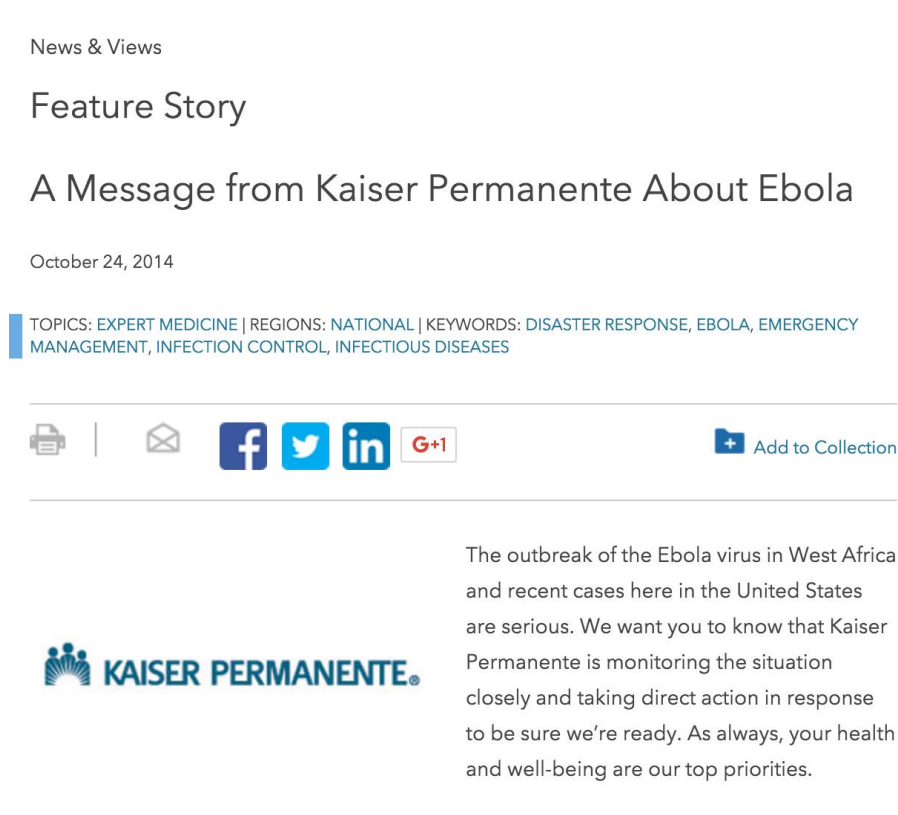 News & Views
Feature Story
A Message from Kaiser Permanente About Ebola
October 24, 2014
TOPICS: EXPERT MEDICINE | REGIONS: NATIONAL | KEYWORDS: DISASTER RESPONSE, EBOLA, EMERGENCY
MANAGEMENT, INFECTION CONTROL, INFECTIOUS DISEASES
f in G+1 Add to Collection
KAISER PERMANENTE®
The outbreak of the Ebola virus in West Africa
and recent cases here in the United States
are serious. We want you to know that Kaiser
Permanente is monitoring the situation
closely and taking direct action in response
to be sure we’re ready. As always, your health
and well-being are our top priorities.